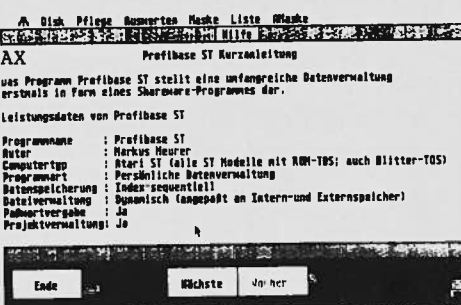 Disk Pflege Auswerten Maske Liste AMaske
Hilfe
AX
Profibase ST Kurzanleitung
Das Programm Profibase ST stellt eine umfangreiche Datenverwaltung
erstmals in Form eines Shareware-Programmes dar.
Leistungsdaten von Profibase ST
Programmname : Profibase ST
Autor : Markus Meurer
Computertyp : Atari ST (alle ST Modelle mit ROM-TOS; auch Blitter-TOS)
Programmart : Persönliche Datenverwaltung
Datenspeicherung : Index-sequentiell
Dateiverwaltung : Dynamisch (angepaßt an Intern-und Externspeicher)
Paßwortvergabe : Ja
Projektverwaltung: Ja
Ende Nächste Vorher